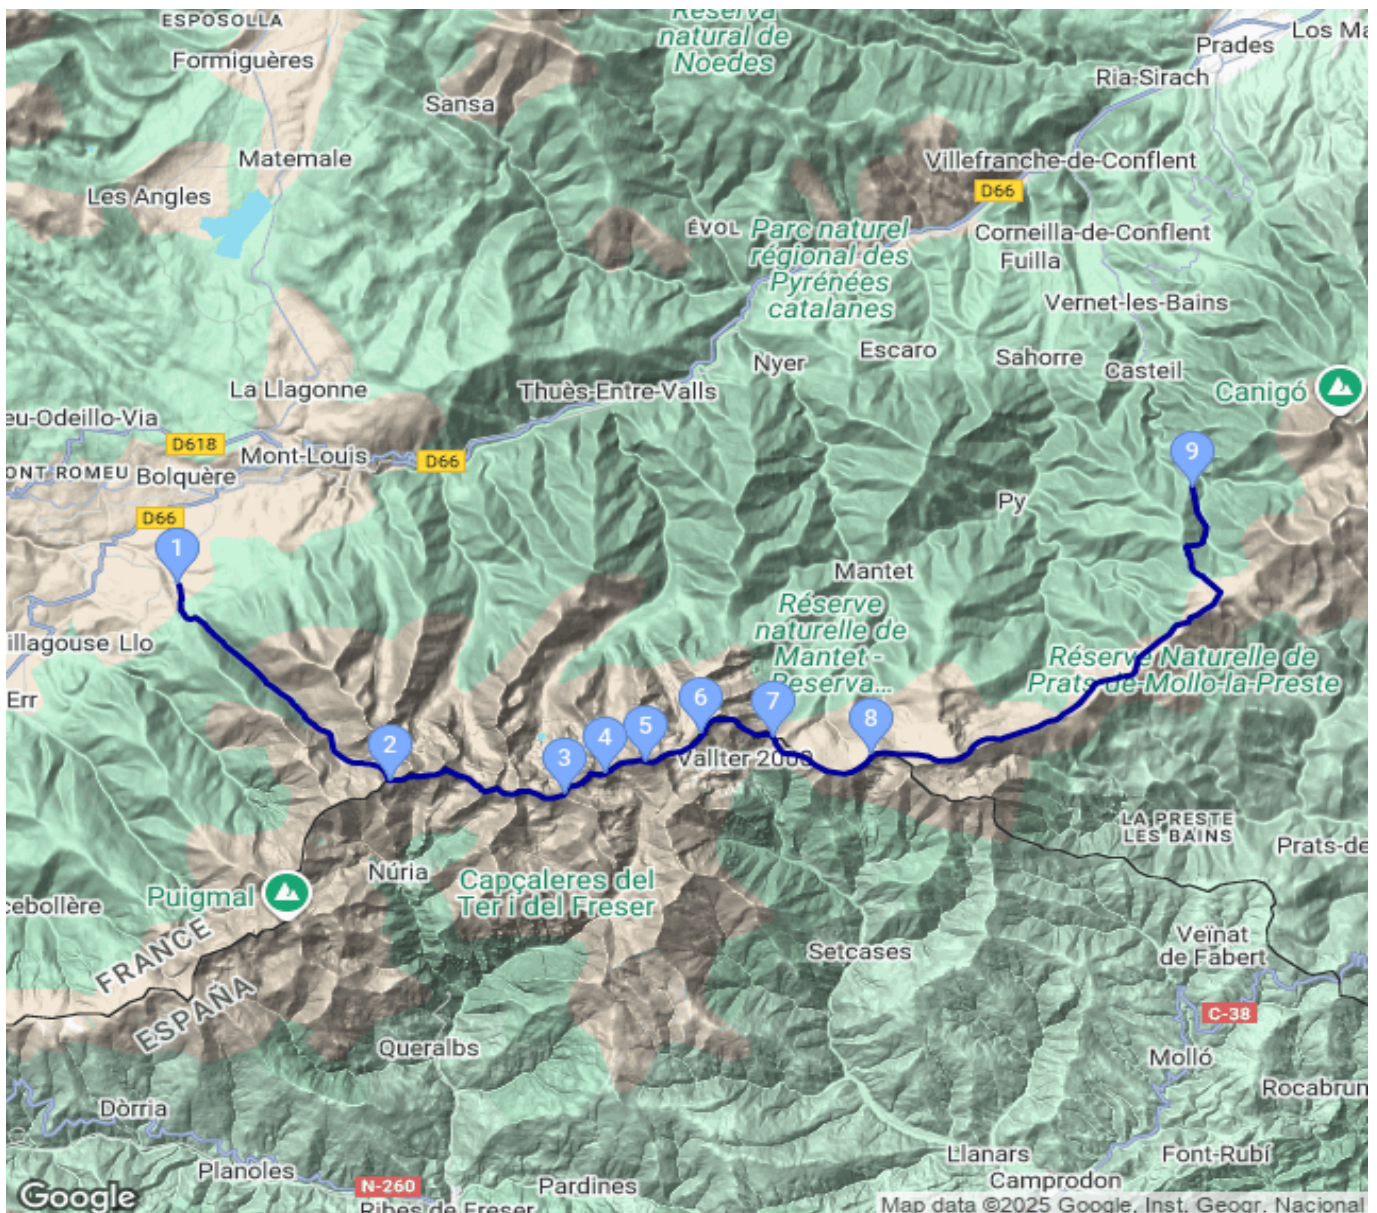 ESPOSOLLA
Formiguères
Réserva
natural de
Noedes
Prades
Ria-Sirach
Sansa
Matemale
Les Angles
Villefranche-de-Conflent
D66
ÉVOL
Parc naturel
régional des
Pyrénées
catalanes
Corneilla-de-Conflent
Fuilla
Vernet-les-Bains
Nyer
Escaro
Sahorre
Casteil
Canigó
La Llagonne
Thuès-Entre-Valls
eu-Odeillo-Via
D618
Mont-Louis
D66
ONT ROMEU
Bolquère
9
Py
D66
1
Mantet
Réserve
naturelle de
Mantet -
Reserva...
illagouse
Llo
Réserve Naturelle de
Prats-de-Mollo-la-Preste
Err
6
7
8
2
3
4
5
Vallter 2000
LA PRESTE
LES BAINS
Prats-de
Núria
Puigmal
Capçaleres del
Ter i del Freser
cebollère
FRANCE
ESPAÑA
Setcases
Veïnat
de Fabert
C-38
Queralbs
Molló
Rocabrun
Dòrria
Planoles
N-260
Ribes de Freser
Pardines
Llanars
Camprodon
Font-Rubí
Google
Map data ©2025 Google, Inst. Geogr. Nacional